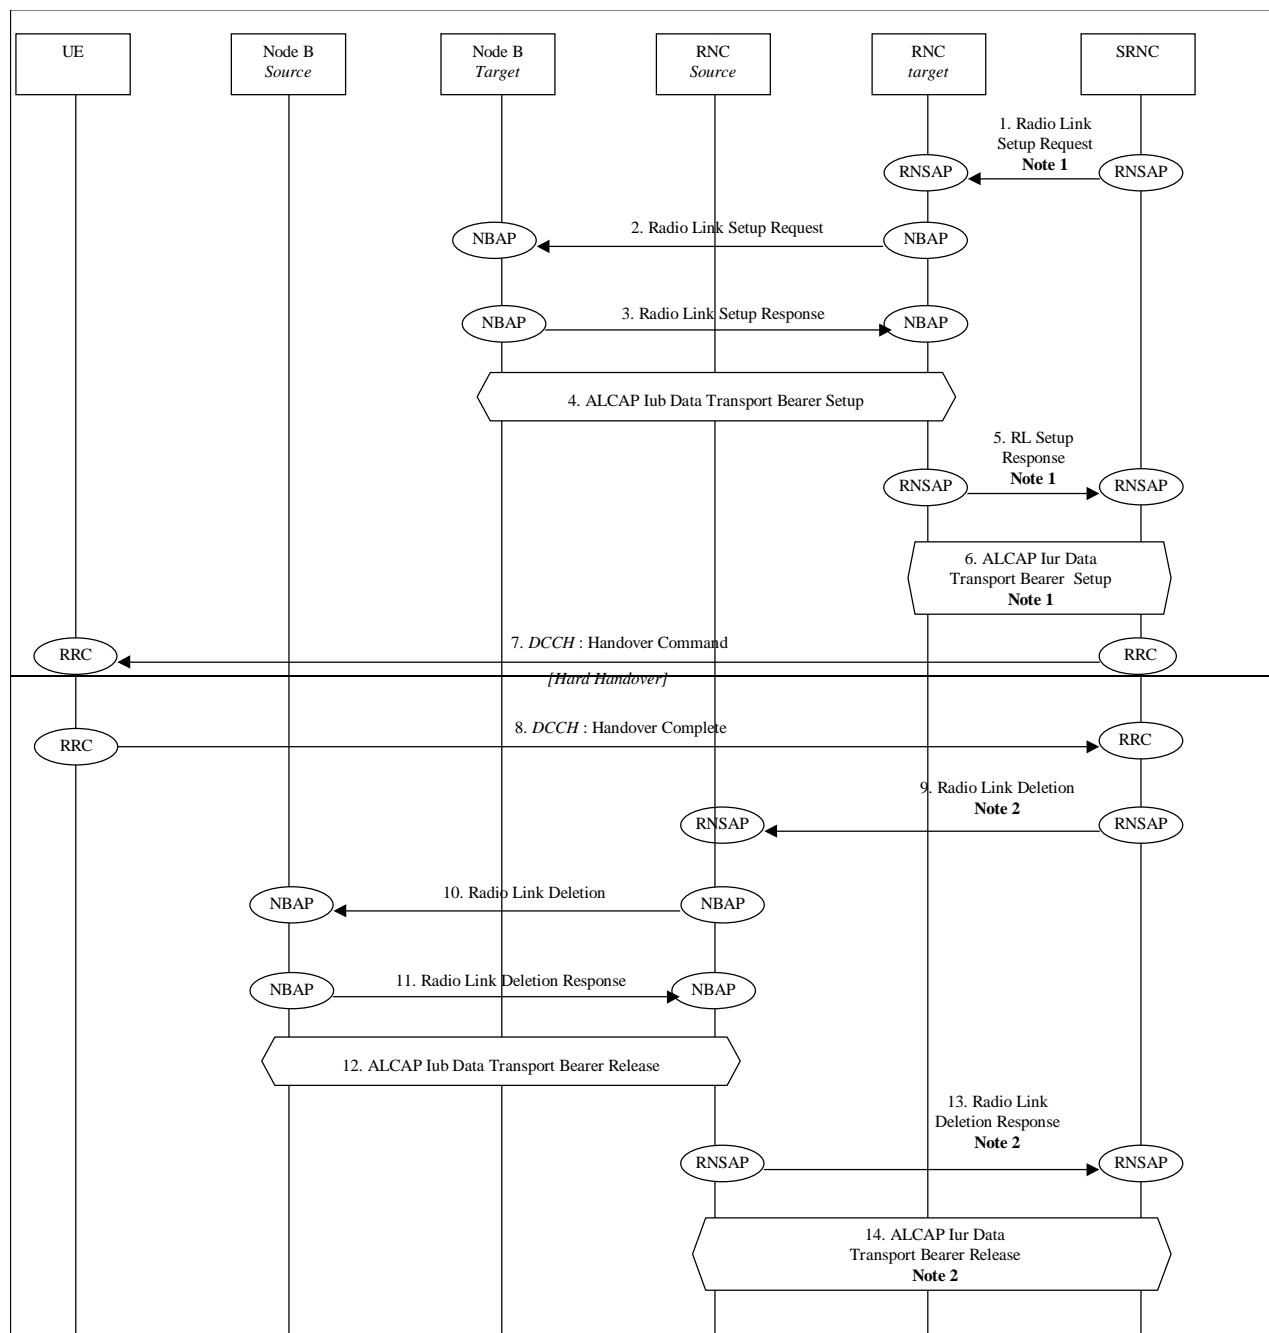 UE
Node B
Source
Node B
Target
RNC
Source
RNC
target
SRNC
1. Radio Link
Setup Request
Note 1
RNSAP
RNSAP
2. Radio Link Setup Request
NBAP
NBAP
3. Radio Link Setup Response
NBAP
NBAP
4. ALCAP Iub Data Transport Bearer Setup
5. RL Setup
Response
Note 1
RNSAP
RNSAP
6. ALCAP Iur Data
Transport Bearer Setup
Note 1
7. DCCH : Handover Command
RRC
RRC
[Hard Handover]
8. DCCH : Handover Complete
RRC
RRC
9. Radio Link Deletion
Note 2
RNSAP
RNSAP
10. Radio Link Deletion
NBAP
NBAP
11. Radio Link Deletion Response
NBAP
NBAP
12. ALCAP Iub Data Transport Bearer Release
13. Radio Link
Deletion Response
Note 2
RNSAP
RNSAP
14. ALCAP Iur Data
Transport Bearer Release
Note 2